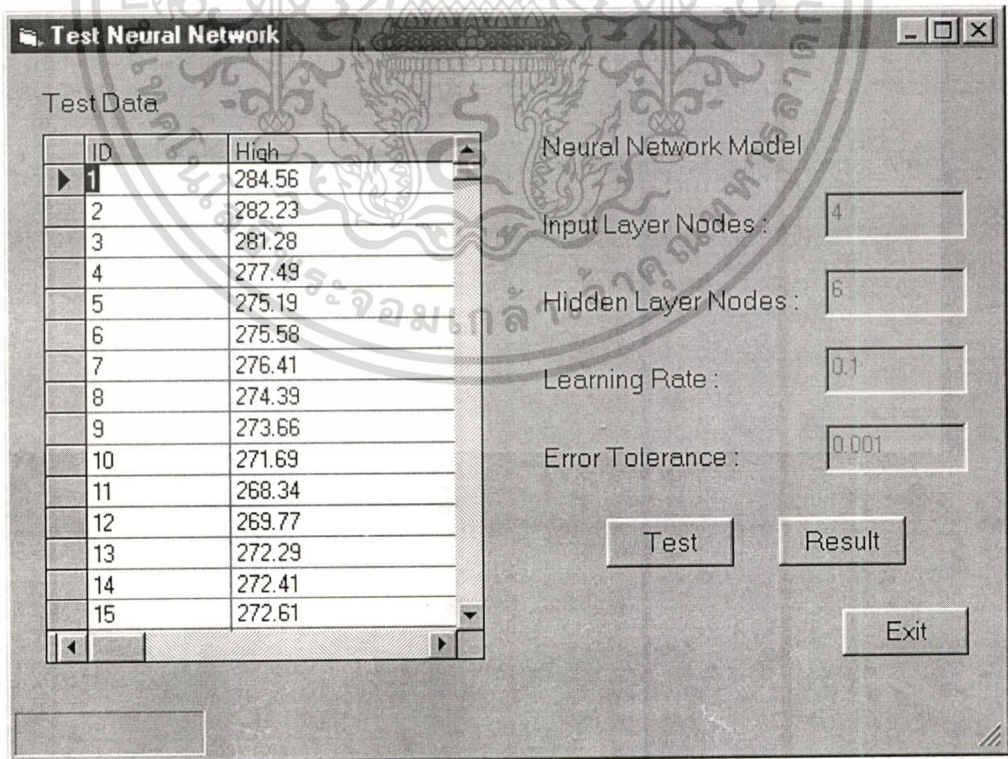 Test Neural Network
Test Data
ID High
1 284.56
2 282.23
3 281.28
4 277.49
5 275.19
6 275.58
7 276.41
8 274.39
9 273.66
10 271.69
11 268.34
12 269.77
13 272.29
14 272.41
15 272.61
Neural Network Model
Input Layer Nodes : 4
Hidden Layer Nodes : 6
Learning Rate : 0.1
Error Tolerance : 0.001
Test Result
Exit